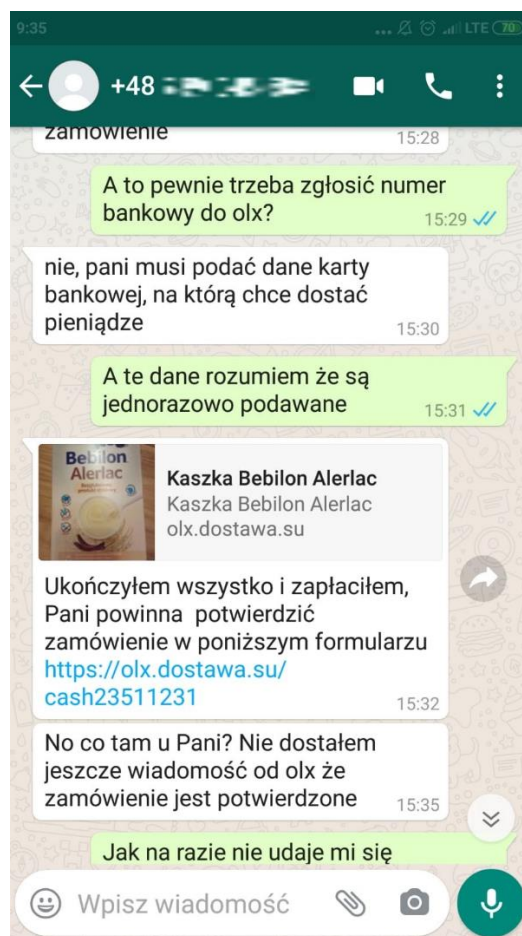 9:35
... LTE 70
+48
zamówienie
15:28
A to pewnie trzeba zgłosić numer
bankowy do olx?
15:29
nie, pani musi podać dane karty
bankowej, na którą chce dostać
pieniądze
15:30
A te dane rozumiem że są
jednorazowo podawane
15:31
Bebilon
Alerlac
Kaszka Bebilon Alerlac
Kaszka Bebilon Alerlac
olx.dostawa.su
Ukończyłem wszystko i zapłaciłem,
Pani powinna potwierdzić
zamówienie w poniższym formularzu
https://olx.dostawa.su/
cash23511231
15:32
No co tam u Pani? Nie dostałem
jeszcze wiadomość od olx że
zamówienie jest potwierdzone
15:35
Jak na razie nie udaje mi się
Wpisz wiadomość